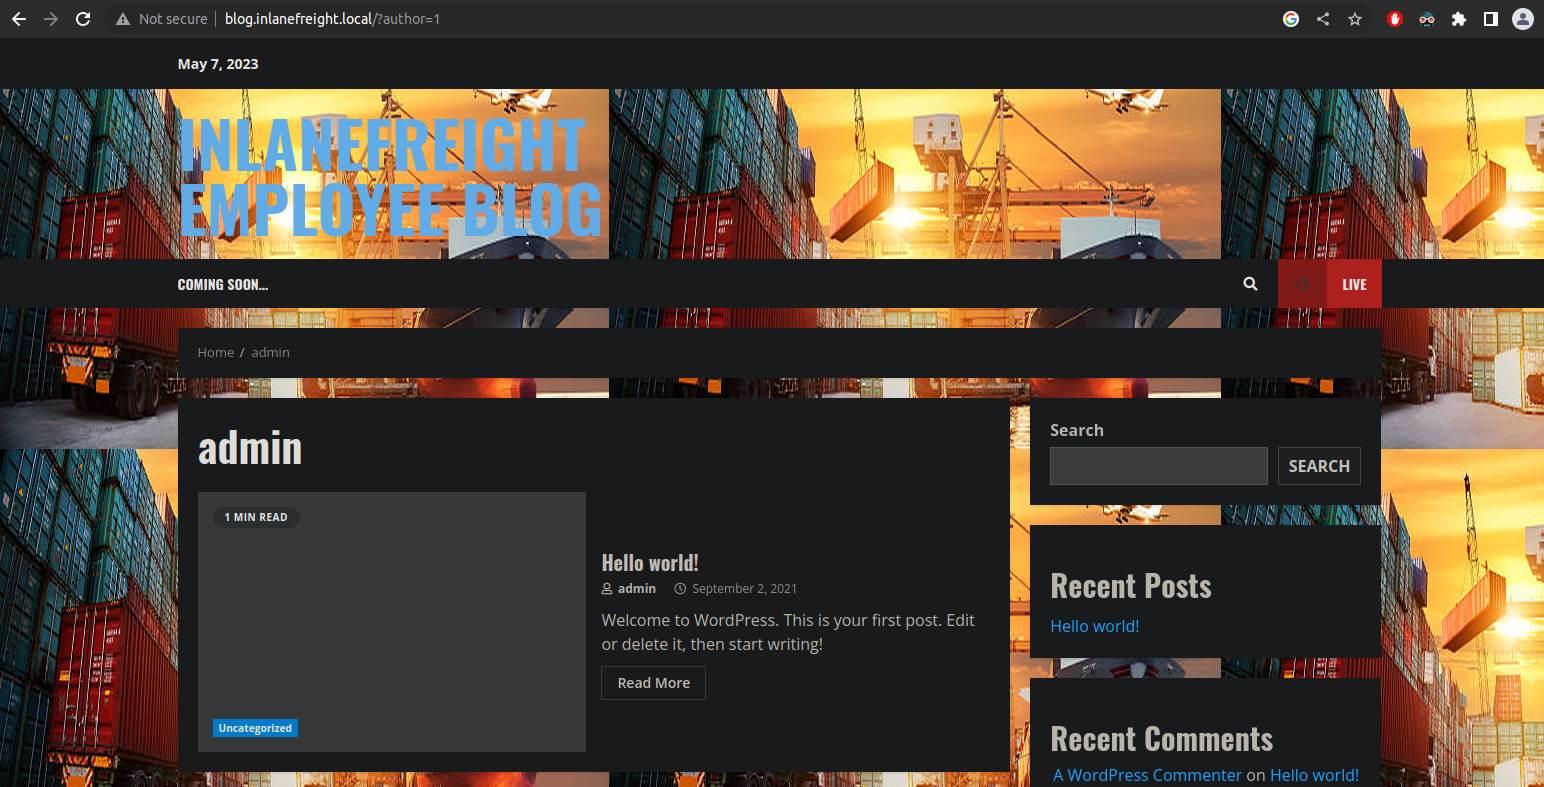 Not secure | blog.inlanefreight.local/?author=1
May 7, 2023
INLANEFREIGHT
EMPLOYEE BLOG
COMING SOON...
LIVE
Home / admin
admin
1 MIN READ
Uncategorized
Hello world!
admin September 2, 2021
Welcome to WordPress. This is your first post. Edit
or delete it, then start writing!
Read More
Search
SEARCH
Recent Posts
Hello world!
Recent Comments
A WordPress Commenter on Hello world!